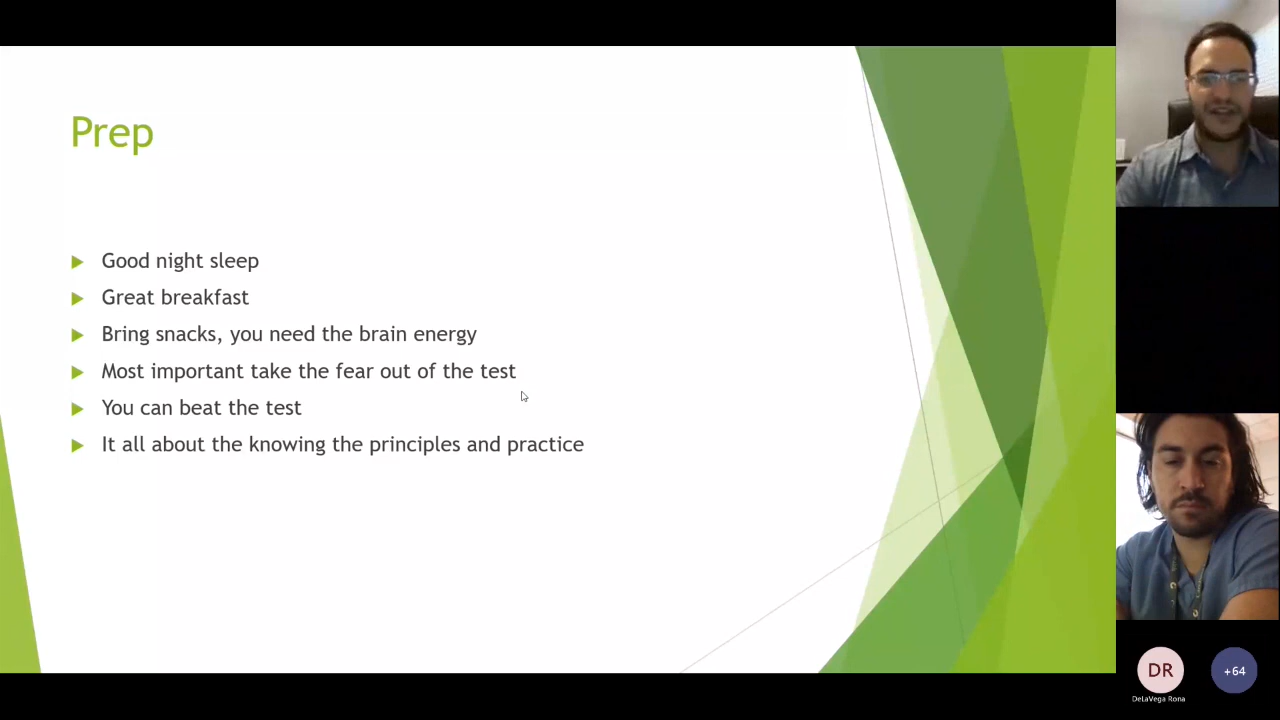 Prep
Good night sleep
Great breakfast
Bring snacks, you need the brain energy
Most important take the fear out of the test
You can beat the test
It all about the knowing the principles and practice
DR
+64
DeLaVega Rona